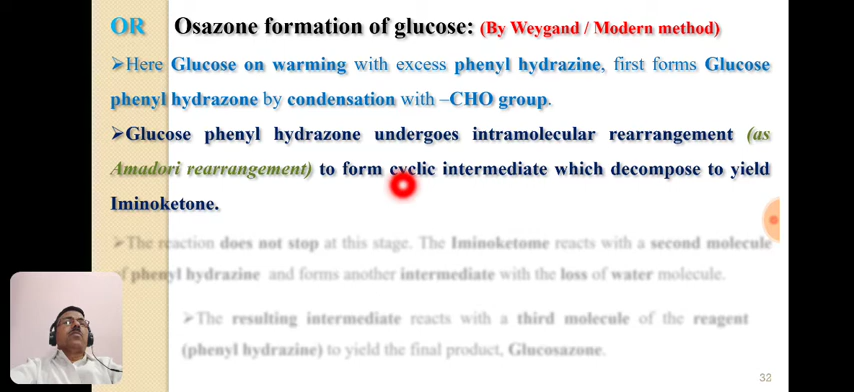 OR Osazone formation of glucose: (By Weygand / Modern method)
➢Here Glucose on warming with excess phenyl hydrazine, first forms Glucose
phenyl hydrazone by condensation with –CHO group.
➢Glucose phenyl hydrazone undergoes intramolecular rearrangement (as
Amadori rearrangement) to form cyclic intermediate which decompose to yield
Iminoketone.
➢The reaction does not stop at this stage. The Iminoketome reacts with a second molecule
of phenyl hydrazine and forms another intermediate with the loss of water molecule.
➢The resulting intermediate reacts with a third molecule of the reagent
(phenyl hydrazine) to yield the final product, Glucosazone.
32